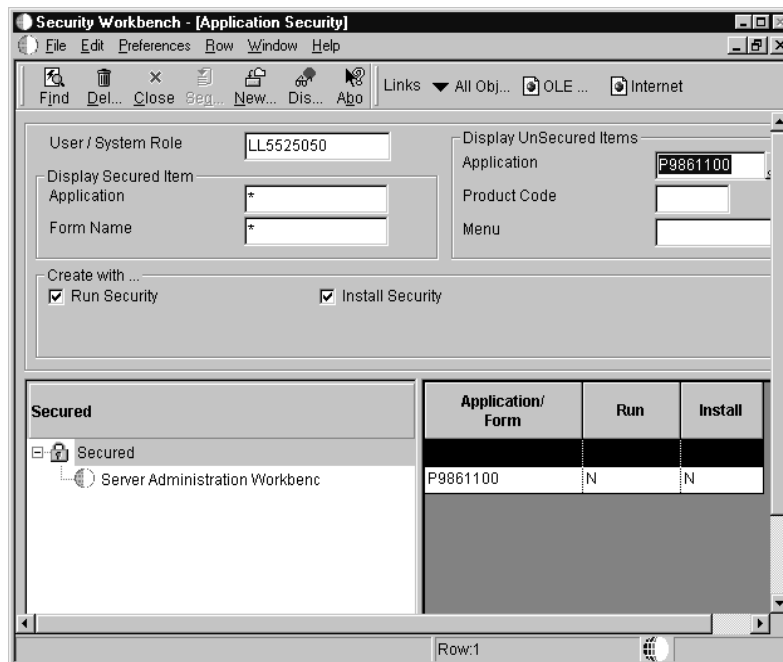 Security Workbench - [Application Security]
File Edit Preferences Row Window Help
Find Del... Close Seq... New... Dis... Abo Links All Obj... OLE ... Internet
User / System Role LL5525050
Display Secured Item
Application *
Form Name *
Display UnSecured Items
Application P9861100
Product Code
Menu
Create with ...
Run Security Install Security
Secured Application/ Form Run Install
Secured
Server Administration Workbenc P9861100 N N
Row:1